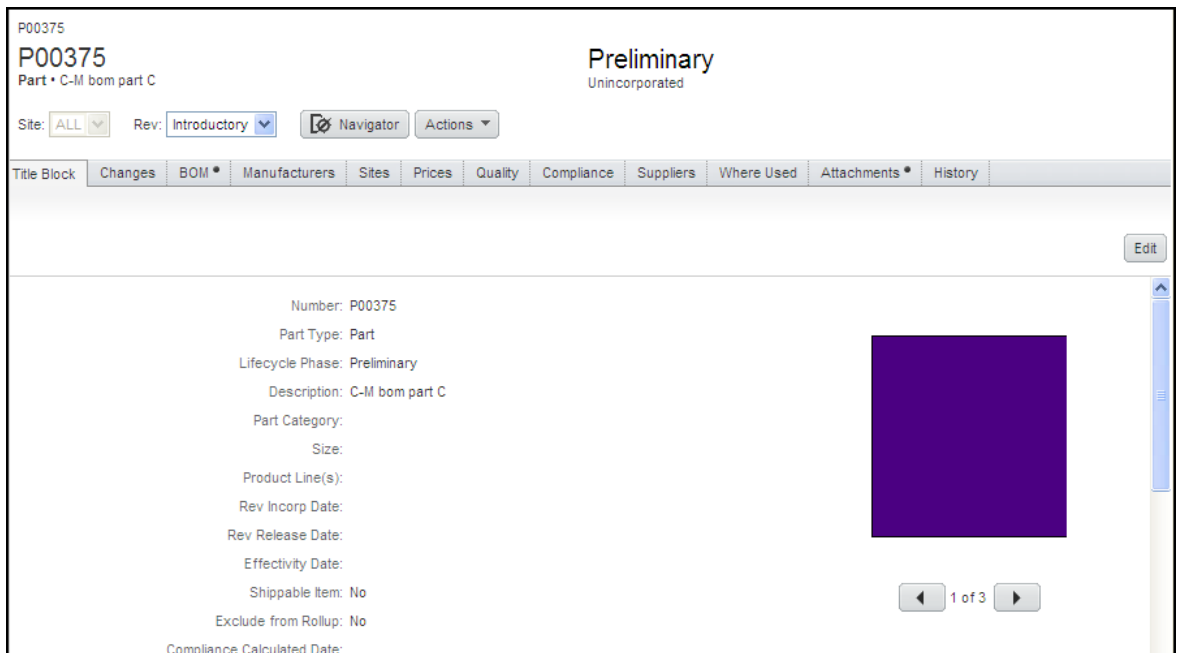 P00375
P00375
Part • C-M bom part C
Preliminary
Unincorporated
Site: ALL Rev: Introductory Navigator Actions
Title Block Changes BOM • Manufacturers Sites Prices Quality Compliance Suppliers Where Used Attachments • History
Edit
Number: P00375
Part Type: Part
Lifecycle Phase: Preliminary
Description: C-M bom part C
Part Category:
Size:
Product Line(s):
Rev Incorp Date:
Rev Release Date:
Effectivity Date:
Shippable Item: No
Exclude from Rollup: No
Compliance Calculated Date:
1 of 3